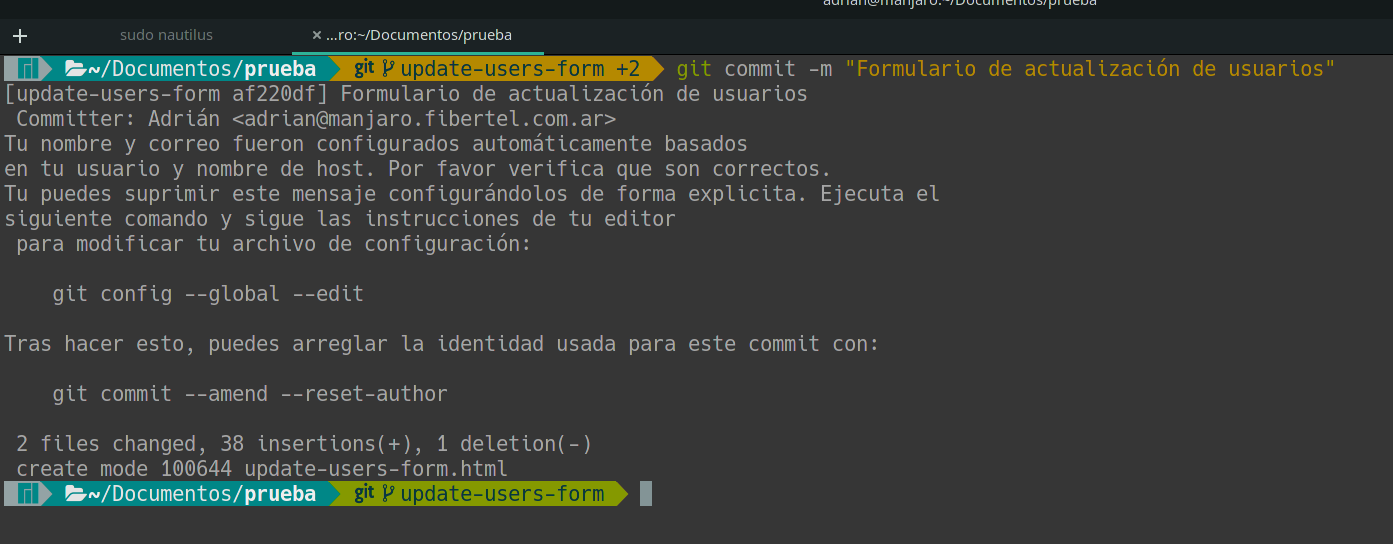 adrian@manjaro:~/Documentos/prueba
+ sudo nautilus × ...ro:~/Documentos/prueba
~/Documentos/prueba git update-users-form +2 git commit -m "Formulario de actualización de usuarios"
[update-users-form af220df] Formulario de actualización de usuarios
Committer: Adrián <adrian@manjaro.fibertel.com.ar>
Tu nombre y correo fueron configurados automáticamente basados
en tu usuario y nombre de host. Por favor verifica que son correctos.
Tu puedes suprimir este mensaje configurándolos de forma explicita. Ejecuta el
siguiente comando y sigue las instrucciones de tu editor
para modificar tu archivo de configuración:
git config --global --edit
Tras hacer esto, puedes arreglar la identidad usada para este commit con:
git commit --amend --reset-author
2 files changed, 38 insertions(+), 1 deletion(-)
create mode 100644 update-users-form.html
~/Documentos/prueba git update-users-form